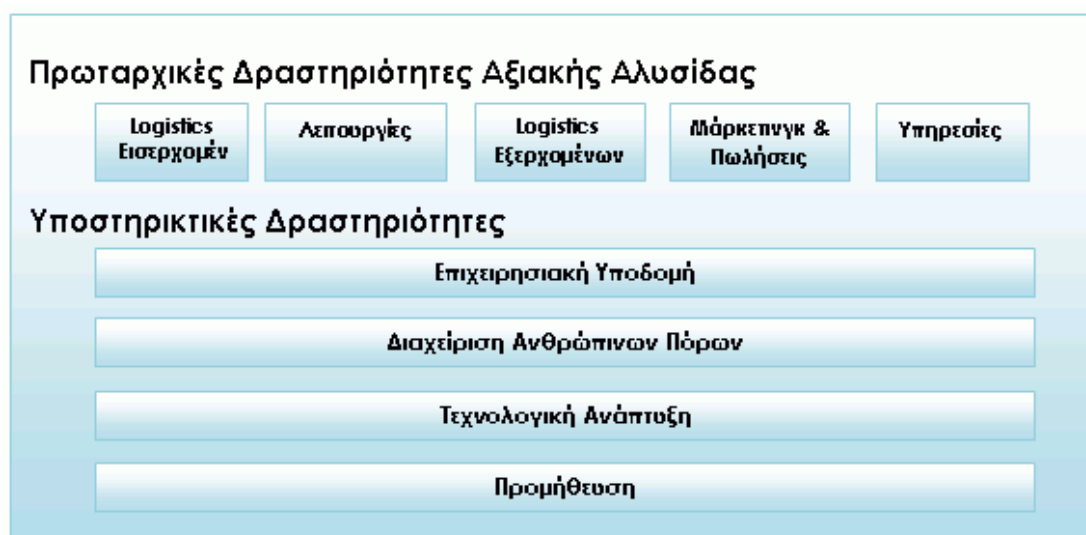 Πρωταρχικές Δραστηριότητες Αξιακής Αλυσίδας
Logistics
Εισερχομέν
Λειτουργίες
Logistics
Εξερχομένων
Μάρκετινγκ &
Πωλήσεις
Υπηρεσίες
Υποστηρικτικές Δραστηριότητες
Επιχειρησιακή Υποδομή
Διαχείριση Ανθρώπινων Πόρων
Τεχνολογική Ανάπτυξη
Προμήθευση